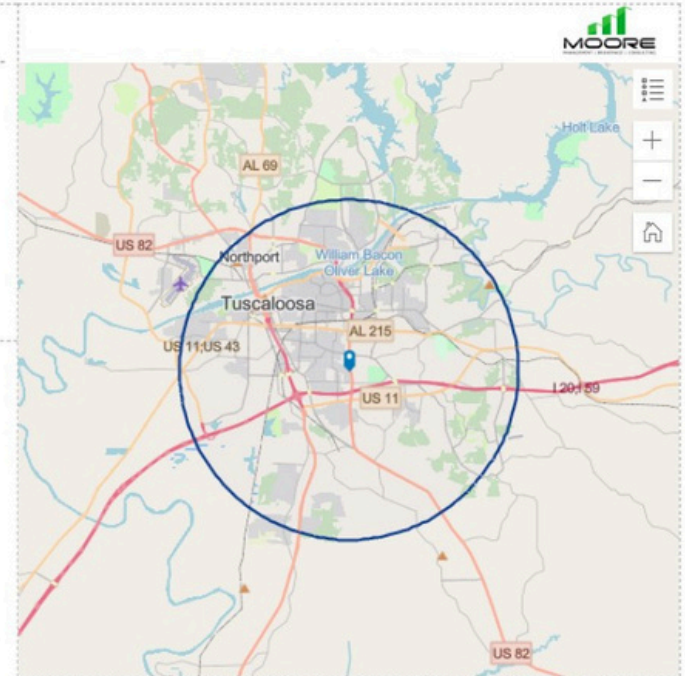 MOORE
Holt Lake
AL 69
US 82
Northport
William Bacon
Oliver Lake
Tuscaloosa
AL 215
US 11;US 43
I 20;I 59
US 11
US 82